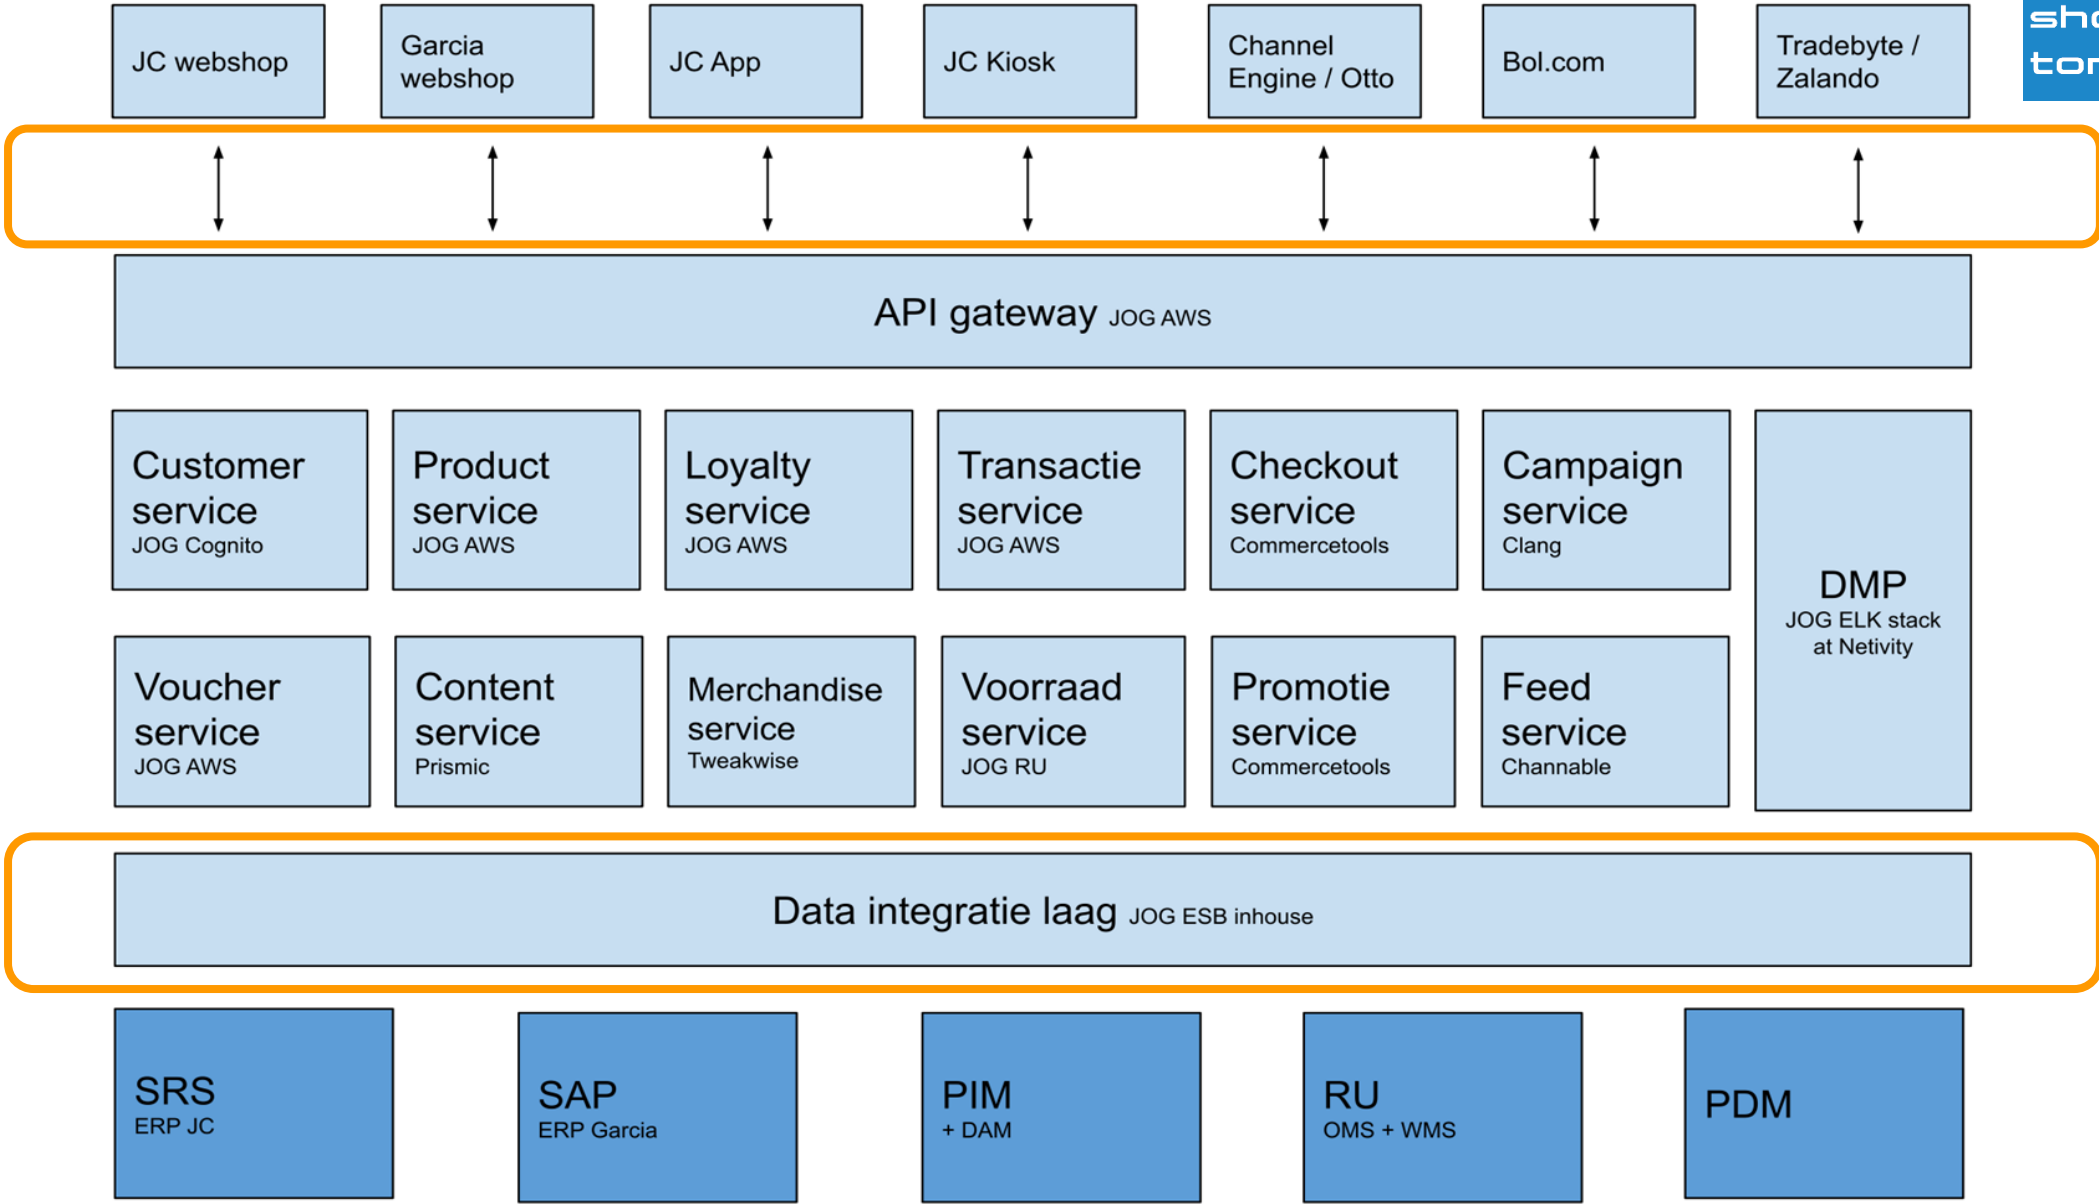 JC webshop
Garcia
webshop
JC App
JC Kiosk
Channel
Engine / Otto
Bol.com
Tradebyte /
Zalando
API gateway JOG AWS
Customer
service
JOG Cognito
Product
service
JOG AWS
Loyalty
service
JOG AWS
Transactie
service
JOG AWS
Checkout
service
Commercetools
Campaign
service
Clang
DMP
JOG ELK stack
at Netivity
Voucher
service
JOG AWS
Content
service
Prismic
Merchandise
service
Tweakwise
Voorraad
service
JOG RU
Promotie
service
Commercetools
Feed
service
Channable
Data integratie laag JOG ESB inhouse
SRS
ERP JC
SAP
ERP Garcia
PIM
+ DAM
RU
OMS + WMS
PDM